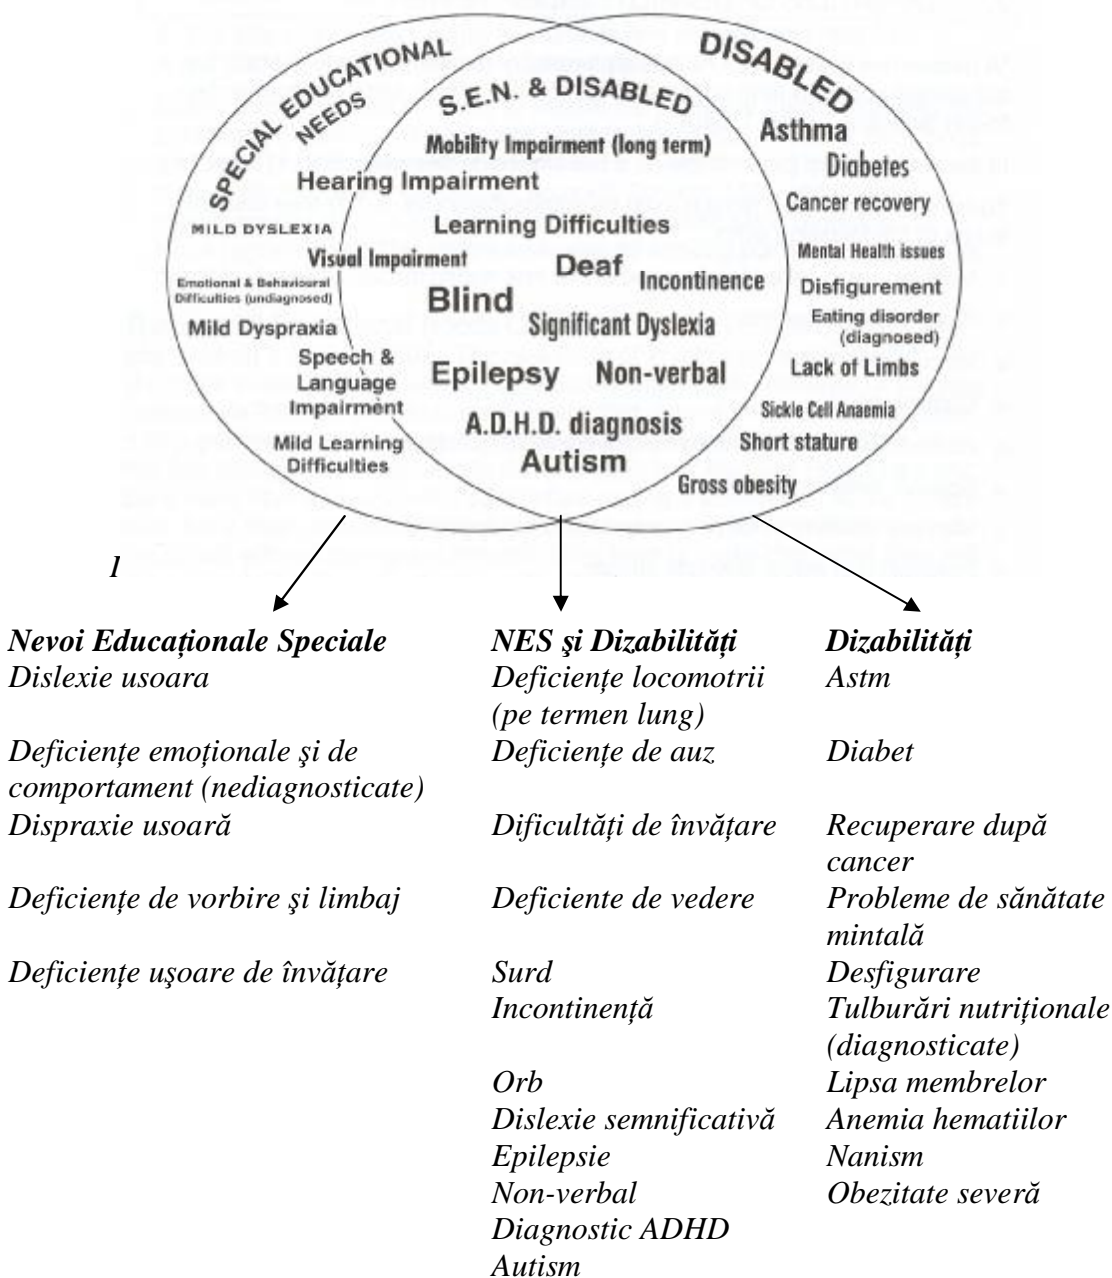 SPECIAL EDUCATIONAL
NEEDS
MILD DYSLEXIA
Emotional & Behavioural
Difficulties (undiagnosed)
Mild Dyspraxia
Speech &
Language
Impairment
Mild Learning
Difficulties
S.E.N. & DISABLED
Mobility Impairment (long term)
Hearing Impairment
Learning Difficulties
Visual Impairment
Deaf
Incontinence
Blind
Significant Dyslexia
Epilepsy
Non-verbal
A.D.H.D. diagnosis
Autism
DISABLED
Asthma
Diabetes
Cancer recovery
Mental Health issues
Disfigurement
Eating disorder
(diagnosed)
Lack of Limbs
Sickle Cell Anaemia
Short stature
Gross obesity
l
Nevoi Educaționale Speciale
Dislexie usoara
Deficiențe emoționale şi de
comportament (nediagnosticate)
Dispraxie usoară
Deficiențe de vorbire şi limbaj
Deficiențe uşoare de învățare
NES şi Dizabilități
Deficiențe locomotrii
(pe termen lung)
Deficiențe de auz
Dificultăți de învățare
Deficiente de vedere
Surd
Incontinență
Orb
Dislexie semnificativă
Epilepsie
Non-verbal
Diagnostic ADHD
Autism
Dizabilități
Astm
Diabet
Recuperare după
cancer
Probleme de sănătate
mintală
Desfigurare
Tulburări nutriționale
(diagnosticate)
Lipsa membrelor
Anemia hematiilor
Nanism
Obezitate severă